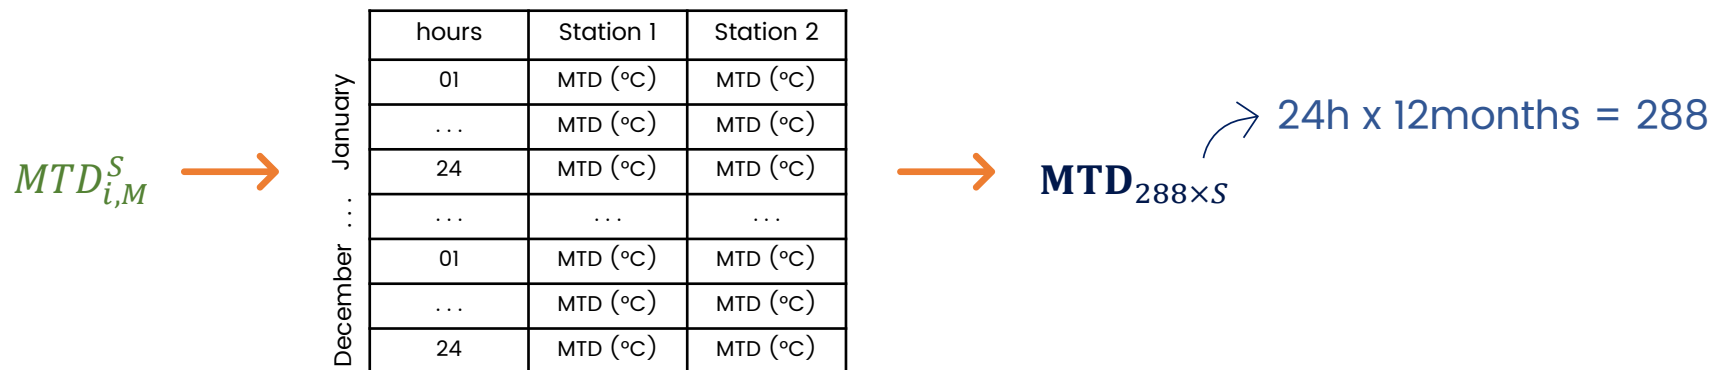 MTD^S_{i,M}
January ... December
hours Station 1 Station 2
01 MTD (°C) MTD (°C)
... MTD (°C) MTD (°C)
24 MTD (°C) MTD (°C)
... ... ...
01 MTD (°C) MTD (°C)
... MTD (°C) MTD (°C)
24 MTD (°C) MTD (°C)
MTD_{288×S}
24h x 12months = 288